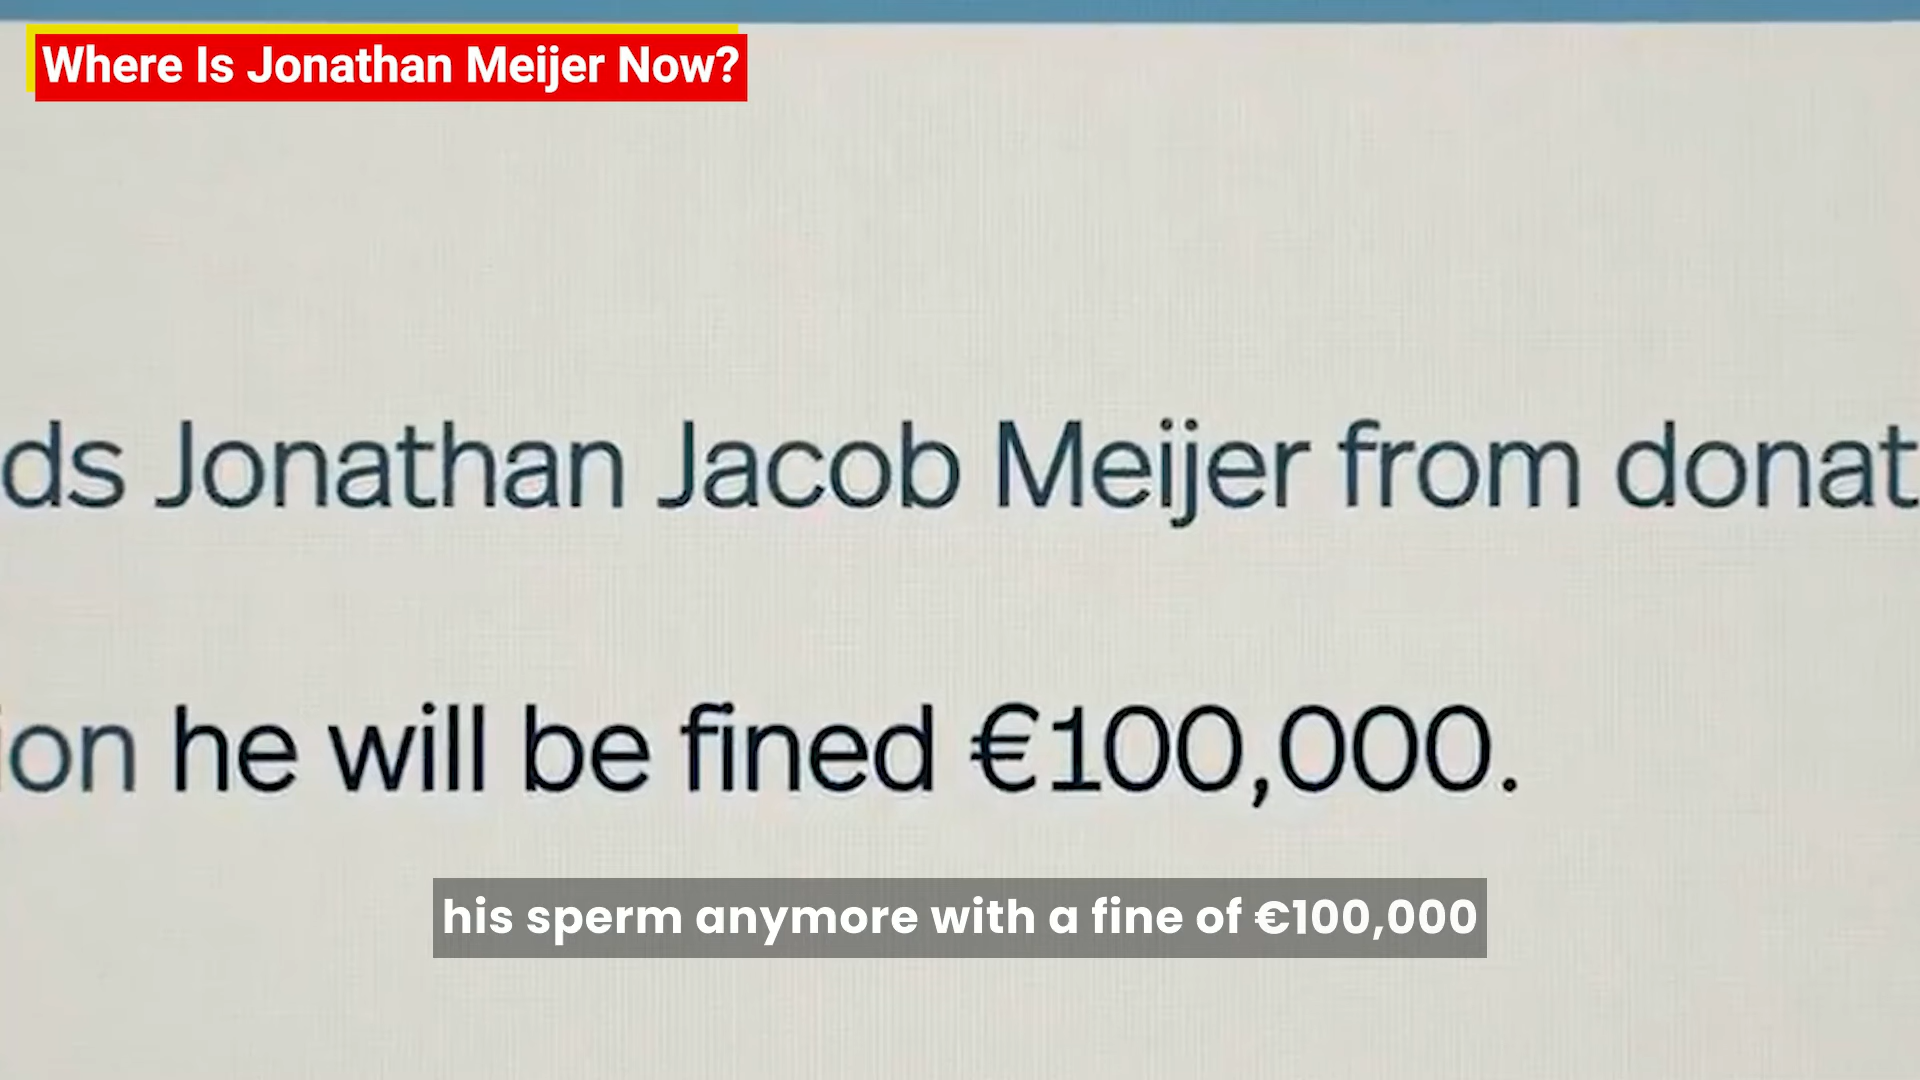 Where Is Jonathan Meijer Now?
ds Jonathan Jacob Meijer from donat
ion he will be fined €100,000.
his sperm anymore with a fine of €100,000